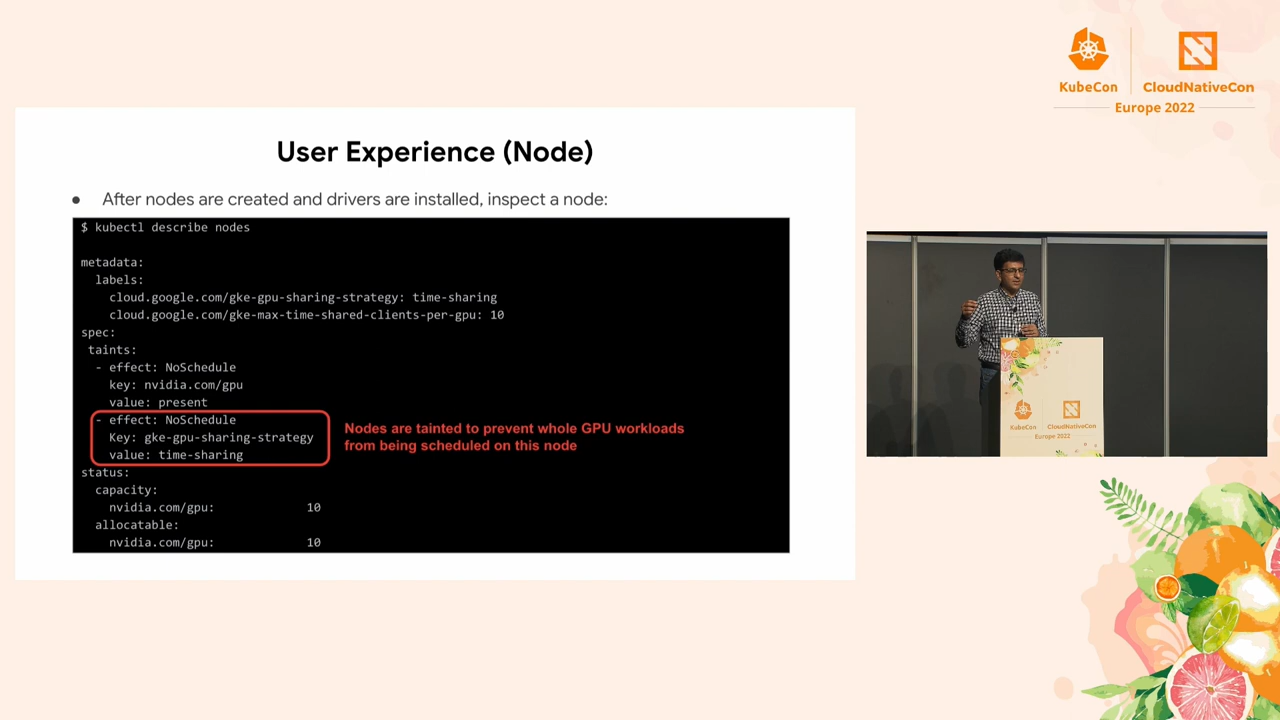 KubeCon
CloudNativeCon
Europe 2022
User Experience (Node)
● After nodes are created and drivers are installed, inspect a node:
$ kubectl describe nodes
metadata:
labels:
cloud.google.com/gke-gpu-sharing-strategy: time-sharing
cloud.google.com/gke-max-time-shared-clients-per-gpu: 10
spec:
taints:
- effect: NoSchedule
key: nvidia.com/gpu
value: present
- effect: NoSchedule
Key: gke-gpu-sharing-strategy
value: time-sharing
Nodes are tainted to prevent whole GPU workloads
from being scheduled on this node
status:
capacity:
nvidia.com/gpu: 10
allocatable:
nvidia.com/gpu: 10
KubeCon
CloudNativeCon
Europe 2022